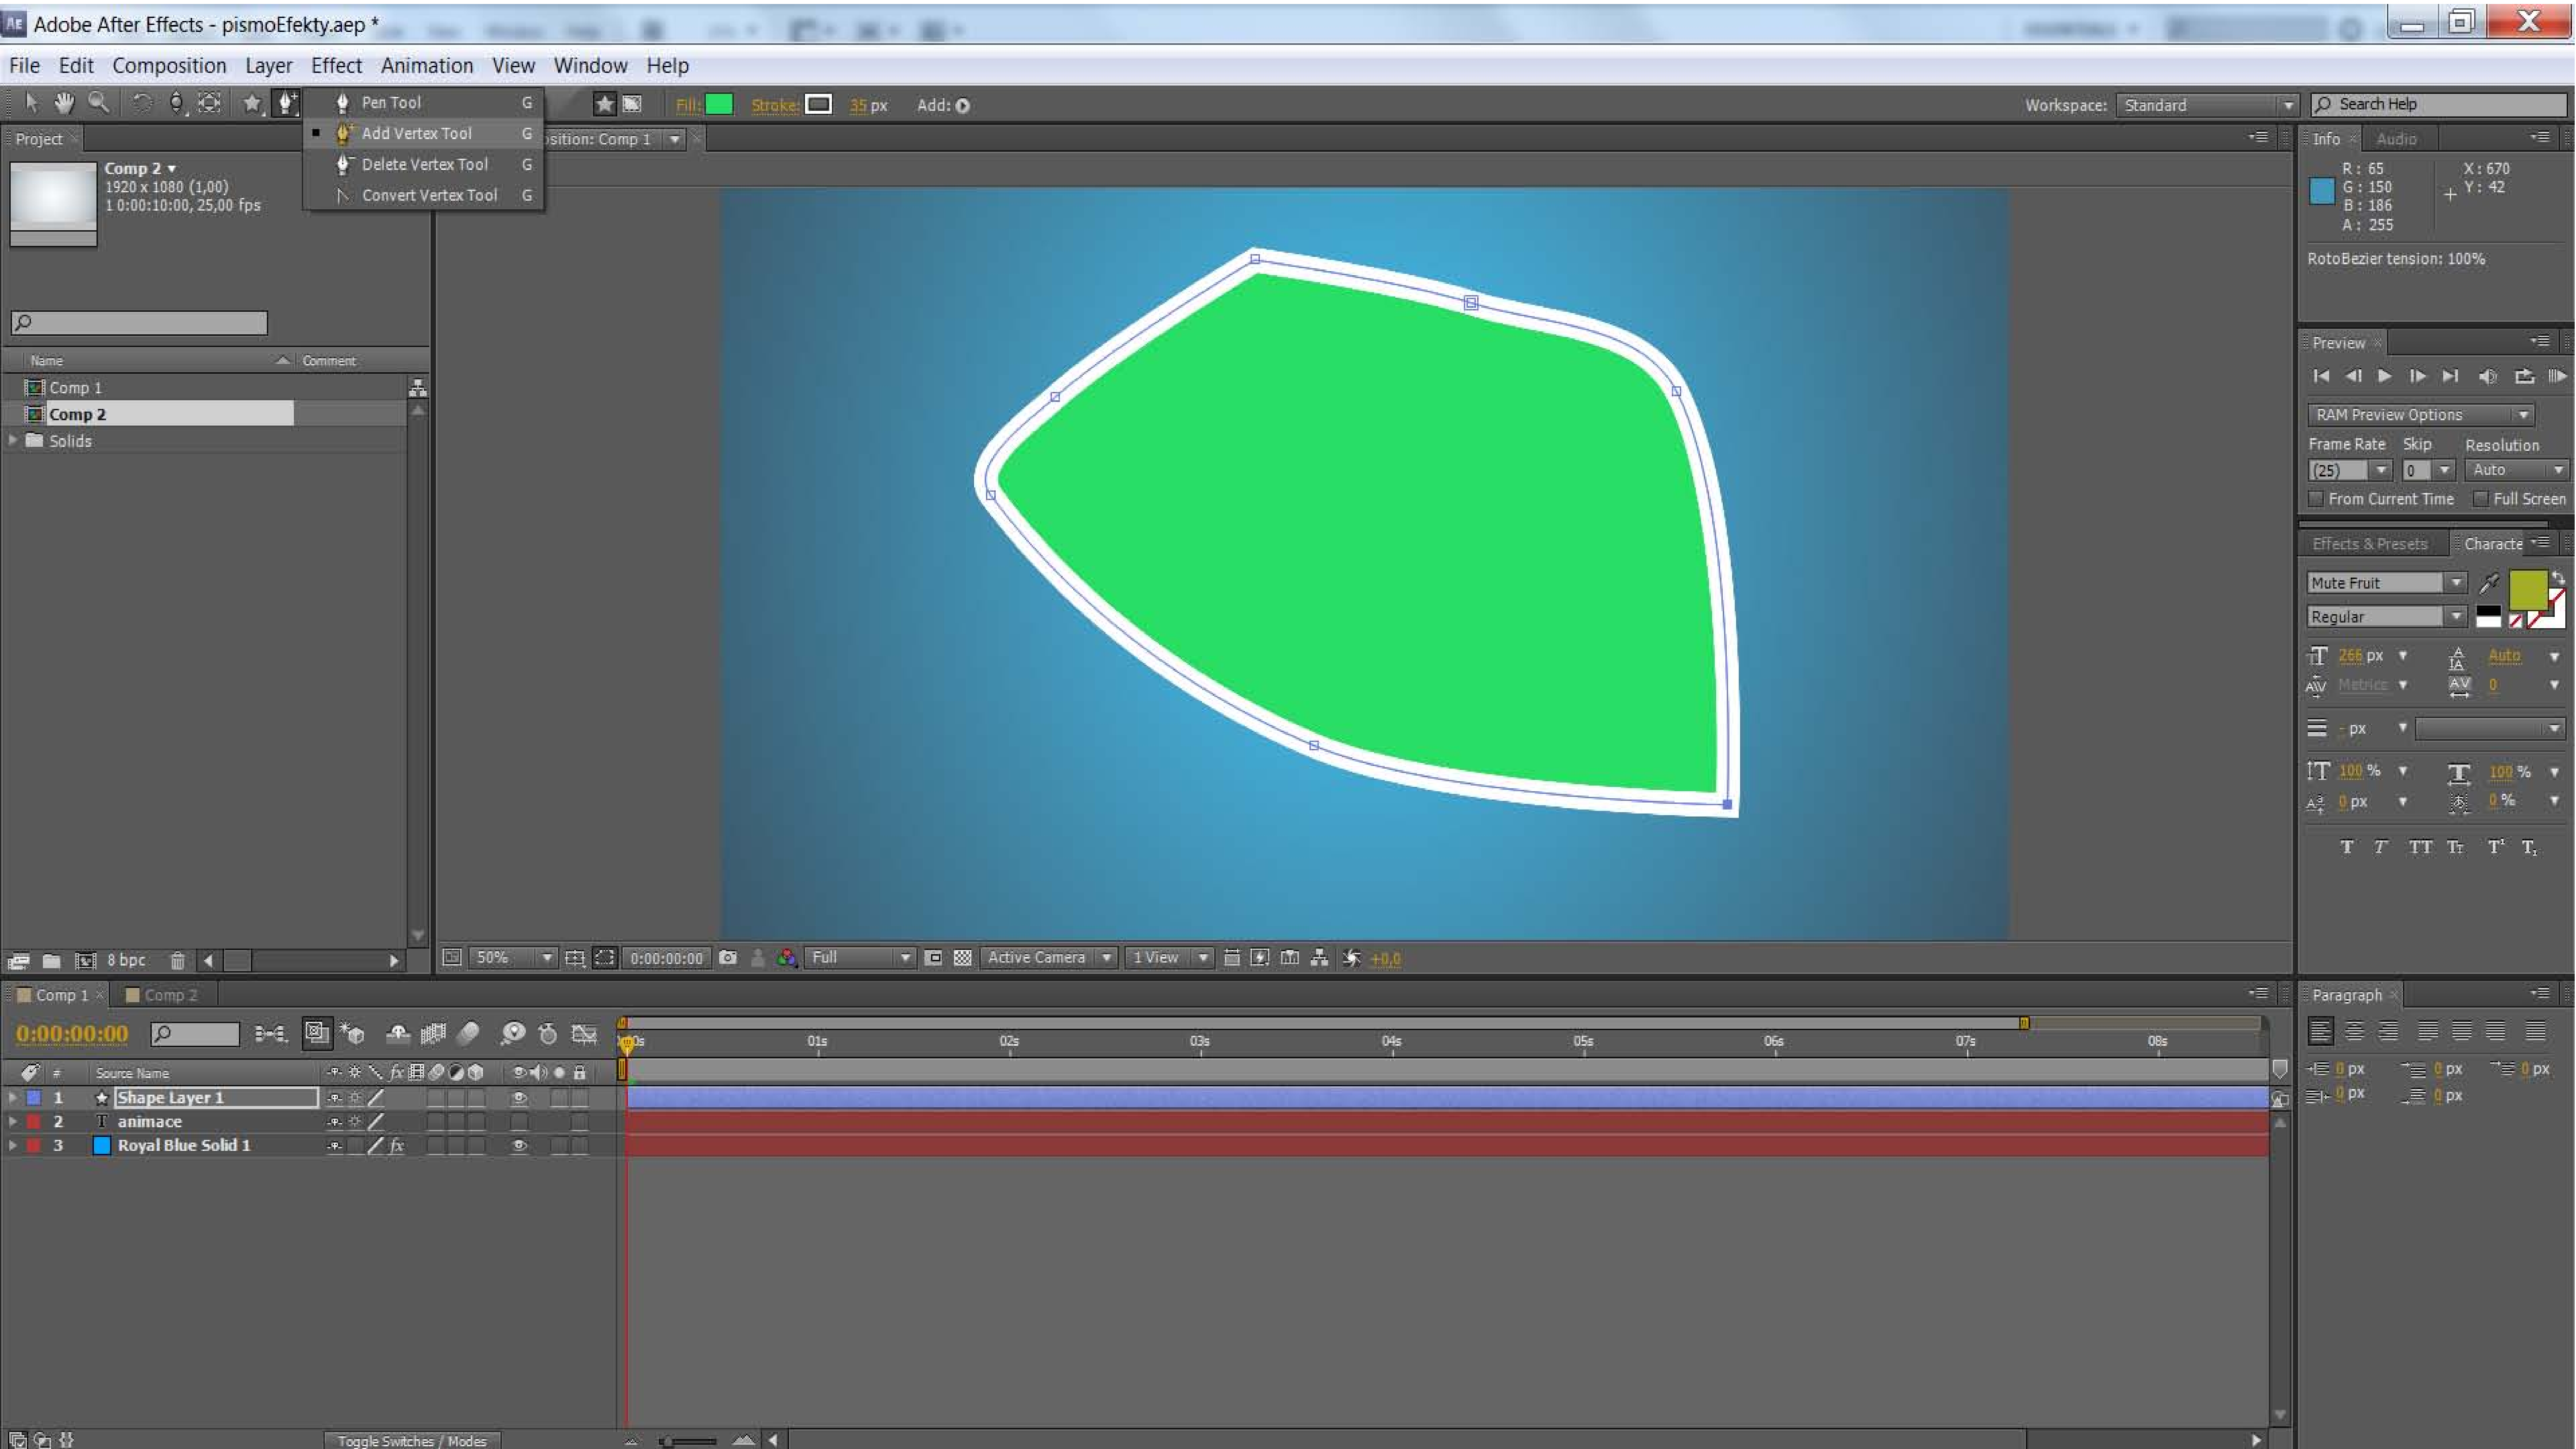 Adobe After Effects - pismoEfekty.aep *
File Edit Composition Layer Effect Animation View Window Help
Pen Tool G
Fill: Stroke: 35 px Add:
Workspace: Standard
Search Help
Add Vertex Tool G
Delete Vertex Tool G
Convert Vertex Tool G
Project
sition: Comp 1
Info Audio
Comp 2
1920 x 1080 (1,00)
1 0:00:10:00, 25,00 fps
R: 65
G: 150
B: 186
A: 255
X: 670
Y: 42
RotoBezier tension: 100%
Name Comment
Comp 1
Comp 2
Solids
Preview
RAM Preview Options
Frame Rate Skip Resolution
(25) 0 Auto
From Current Time Full Screen
Effects & Presets Characte
Mute Fruit
Regular
266 px Auto
Metrics 0
- px
100 % 100 %
0 px 0 %
T T TT Tт T¹ T₁
8 bpc
50% 0:00:00:00 Full Active Camera 1 View +0,0
Comp 1 Comp 2
Paragraph
0:00:00:00
01s 02s 03s 04s 05s 06s 07s 08s
# Source Name
0 px 0 px 0 px
0 px 0 px
1 Shape Layer 1
2 T animace
3 Royal Blue Solid 1 fx
Toggle Switches / Modes